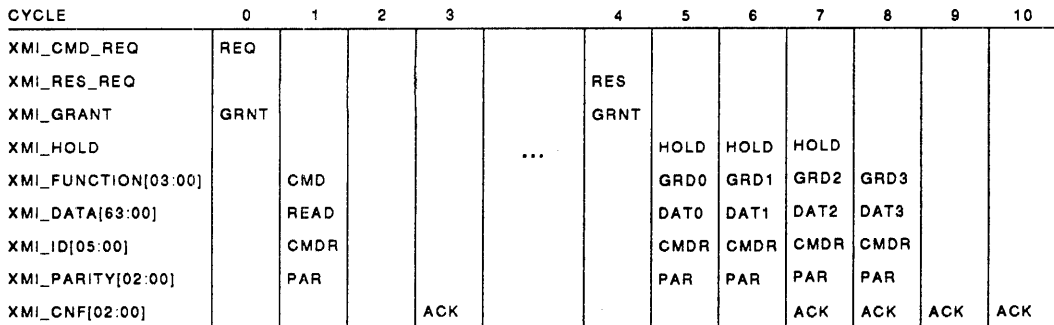 CYCLE 0 1 2 3 4 5 6 7 8 9 10
XMI_CMD_REQ REQ
XMI_RES_REQ RES
XMI_GRANT GRNT GRNT
XMI_HOLD ... HOLD HOLD HOLD
XMI_FUNCTION[03:00] CMD GRD0 GRD1 GRD2 GRD3
XMI_DATA[63:00] READ DAT0 DAT1 DAT2 DAT3
XMI_ID[05:00] CMDR CMDR CMDR CMDR CMDR
XMI_PARITY[02:00] PAR PAR PAR PAR PAR
XMI_CNF[02:00] ACK ACK ACK ACK ACK